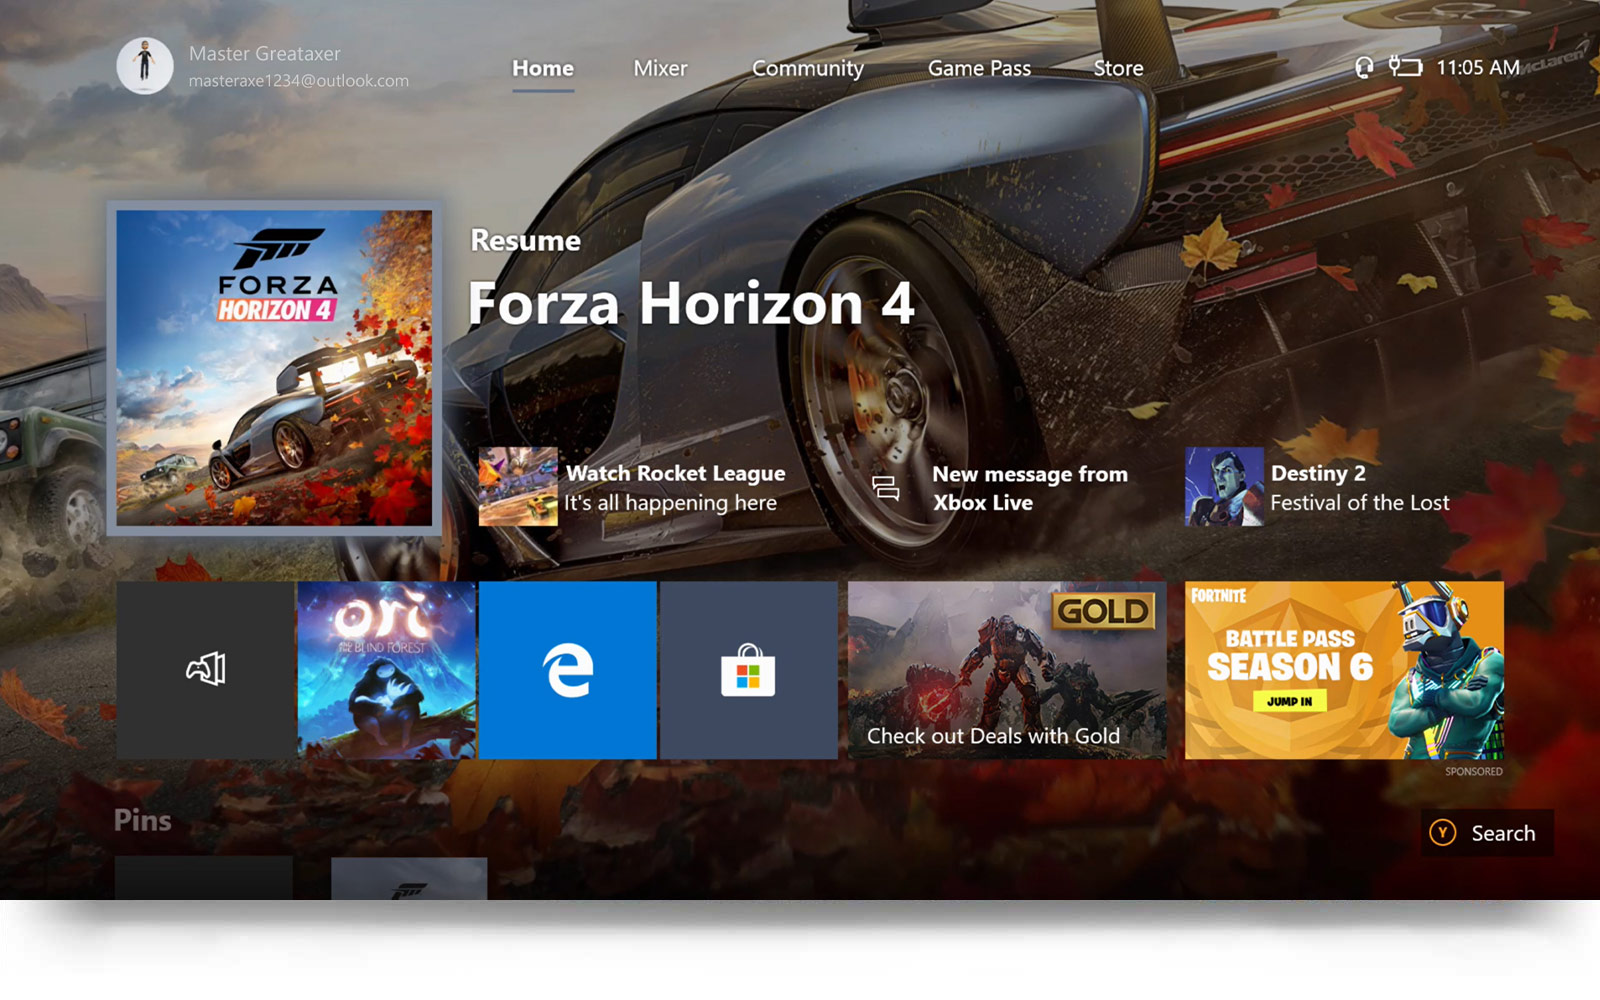 Master Greataxer
masteraxe1234@outlook.com
Home
Mixer
Community
Game Pass
Store
11:05 AM
McLaren
FORZA
HORIZON 4
Resume
Forza Horizon 4
Watch Rocket League
It's all happening here
New message from
Xbox Live
Destiny 2
Festival of the Lost
ori
AND THE BLIND FOREST
GOLD
Check out Deals with Gold
FORTNITE
BATTLE PASS
SEASON 6
JUMP IN
SPONSORED
Pins
Y Search